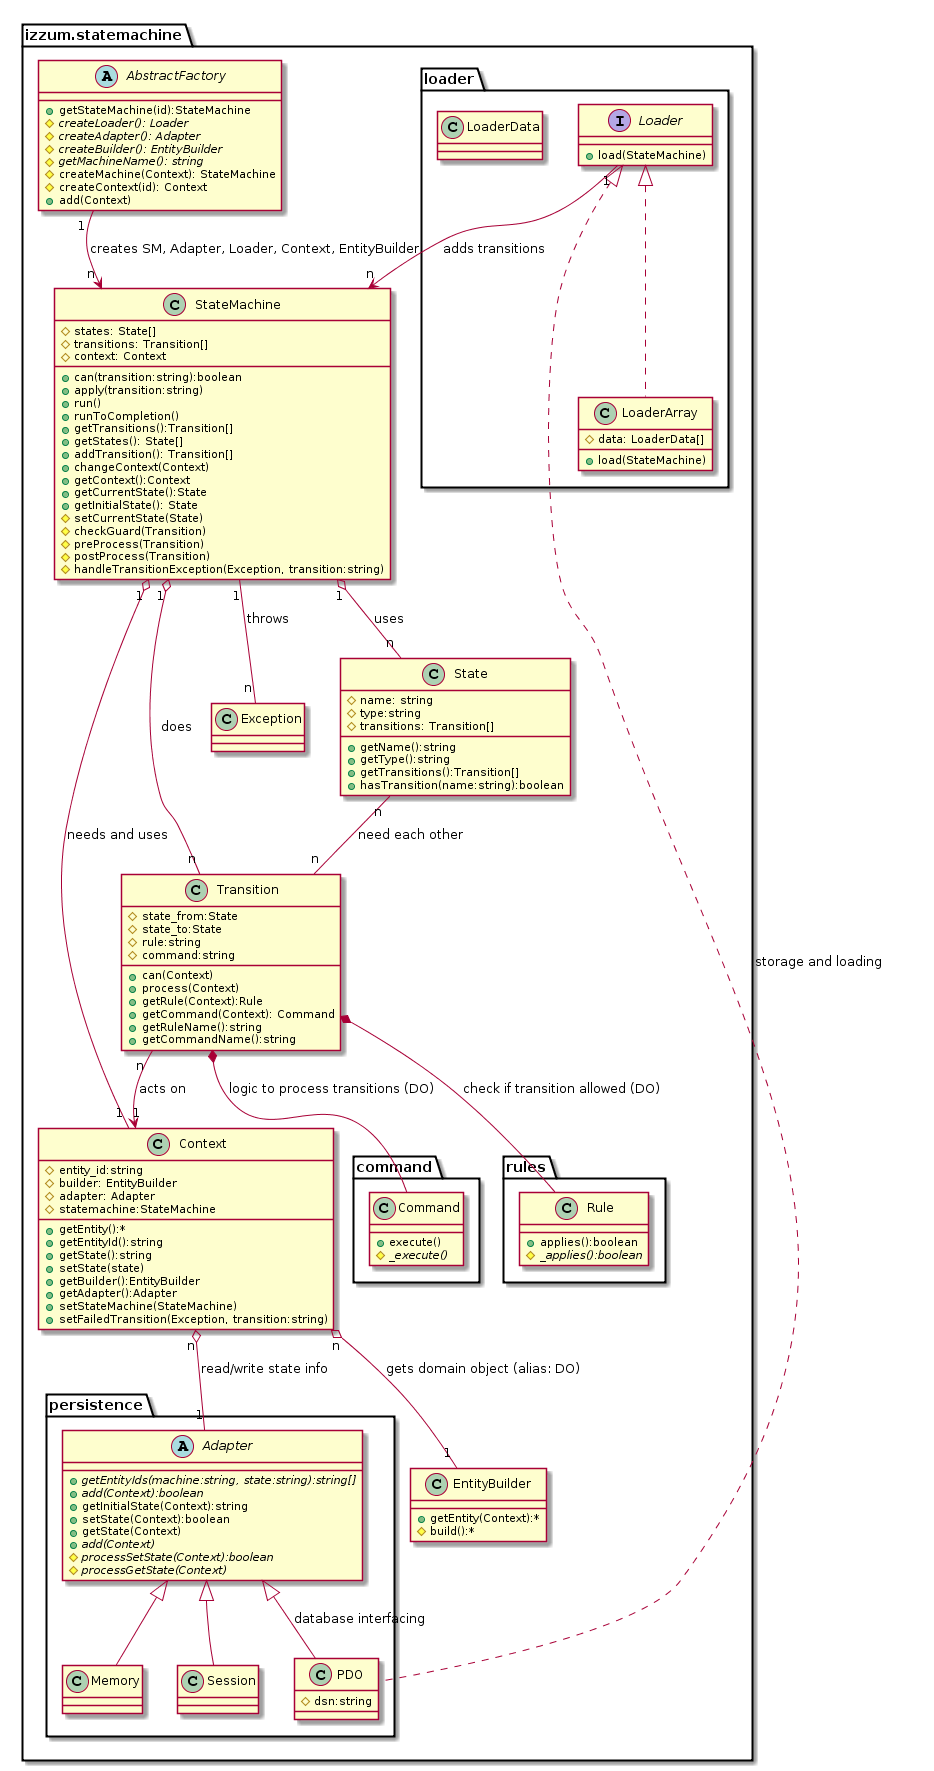 izzum.statemachine
A AbstractFactory
getStateMachine(id):StateMachine
createLoader(): Loader
createAdapter(): Adapter
createBuilder(): EntityBuilder
getMachineName(): string
createMachine(Context): StateMachine
createContext(id): Context
add(Context)
loader
C LoaderData
I Loader
load(StateMachine)
1
creates SM, Adapter, Loader, Context, EntityBuilder
n
1
adds transitions
n
C StateMachine
states: State[]
transitions: Transition[]
context: Context
can(transition:string):boolean
apply(transition:string)
run()
runToCompletion()
getTransitions():Transition[]
getStates(): State[]
addTransition(): Transition[]
changeContext(Context)
getContext():Context
getCurrentState():State
getInitialState(): State
setCurrentState(State)
checkGuard(Transition)
preProcess(Transition)
postProcess(Transition)
handleTransitionException(Exception, transition:string)
C LoaderArray
data: LoaderData[]
load(StateMachine)
1
1
1
1
throws
uses
n
n
C Exception
C State
name: string
type:string
transitions: Transition[]
getName():string
getType():string
getTransitions():Transition[]
hasTransition(name:string):boolean
does
n
needs and uses
n
need each other
n
C Transition
state_from:State
state_to:State
rule:string
command:string
can(Context)
process(Context)
getRule(Context):Rule
getCommand(Context): Command
getRuleName():string
getCommandName():string
storage and loading
n
acts on
1
1
logic to process transitions (DO)
check if transition allowed (DO)
C Context
entity_id:string
builder: EntityBuilder
adapter: Adapter
statemachine:StateMachine
getEntity():*
getEntityId():string
getState():string
setState(state)
getBuilder():EntityBuilder
getAdapter():Adapter
setStateMachine(StateMachine)
setFailedTransition(Exception, transition:string)
command
C Command
execute()
_execute()
rules
C Rule
applies():boolean
_applies():boolean
n
read/write state info
1
n
gets domain object (alias: DO)
1
persistence
A Adapter
getEntityIds(machine:string, state:string):string[]
add(Context):boolean
getInitialState(Context):string
setState(Context):boolean
getState(Context)
add(Context)
processSetState(Context):boolean
processGetState(Context)
C EntityBuilder
getEntity(Context):*
build():*
database interfacing
C Memory
C Session
C PDO
dsn:string